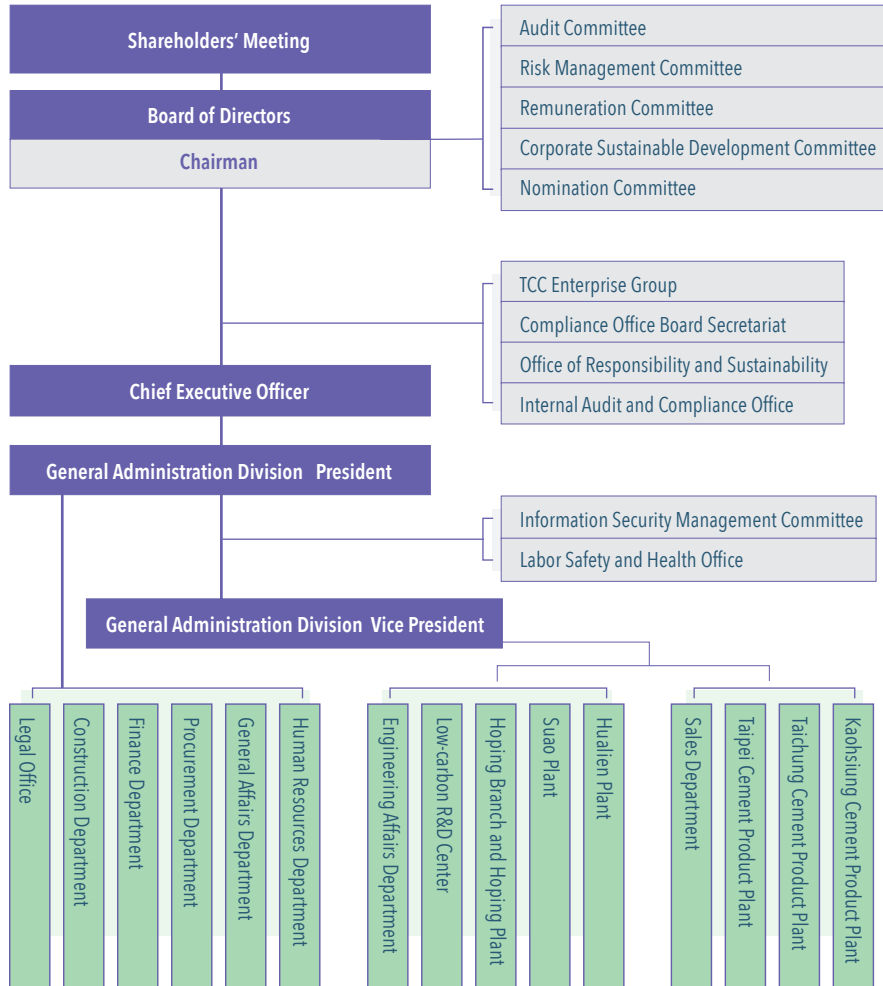 Shareholders’ Meeting
Board of Directors
Chairman
Audit Committee
Risk Management Committee
Remuneration Committee
Corporate Sustainable Development Committee
Nomination Committee
TCC Enterprise Group
Compliance Office Board Secretariat
Office of Responsibility and Sustainability
Internal Audit and Compliance Office
Chief Executive Officer
General Administration Division President
Information Security Management Committee
Labor Safety and Health Office
General Administration Division Vice President
Legal Office
Construction Department
Finance Department
Procurement Department
General Affairs Department
Human Resources Department
Engineering Affairs Department
Low-carbon R&D Center
Hoping Branch and Hoping Plant
Suao Plant
Hualien Plant
Sales Department
Taipei Cement Product Plant
Taichung Cement Product Plant
Kaohsiung Cement Product Plant